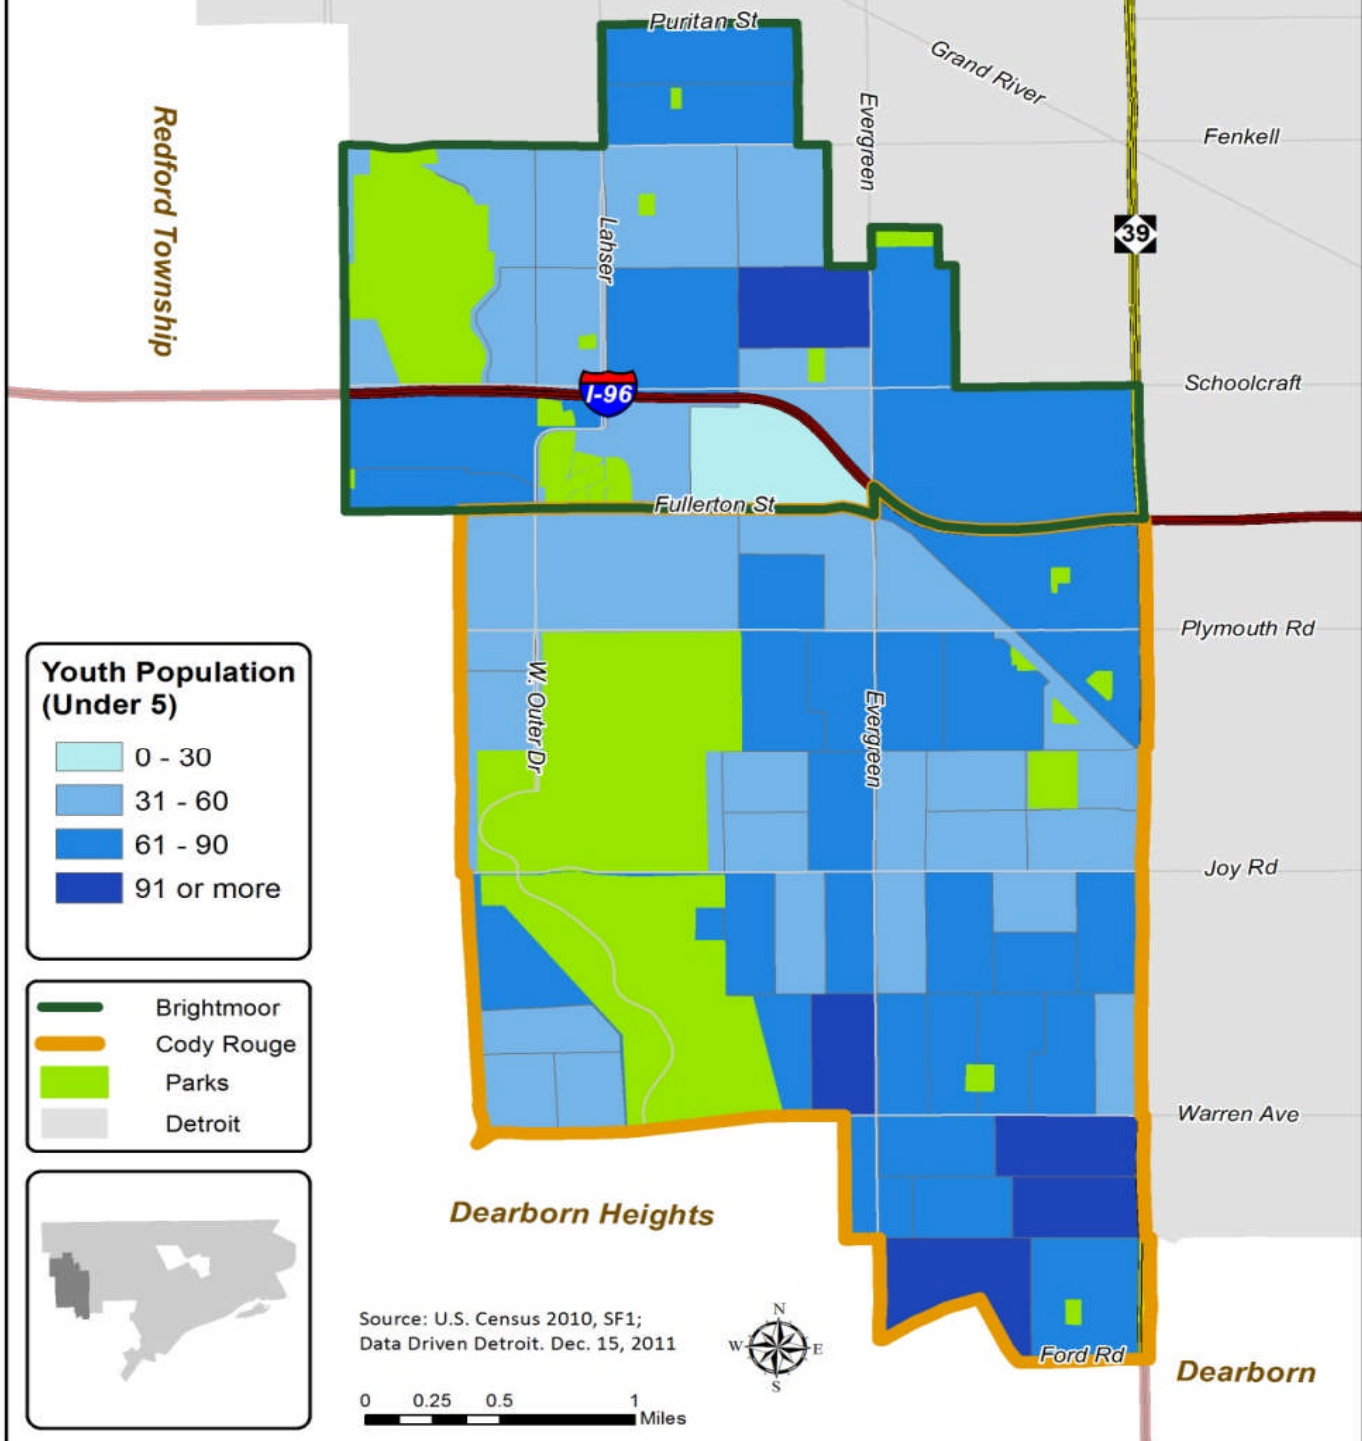 Puritan St
Grand River
Evergreen
Fenkell
Redford Township
Lahser
39
Schoolcraft
I-96
Fullerton St
Plymouth Rd
Youth Population
(Under 5)
0 - 30
31 - 60
61 - 90
91 or more
W. Outer Dr
Evergreen
Joy Rd
Brightmoor
Cody Rouge
Parks
Detroit
Warren Ave
Dearborn Heights
Source: U.S. Census 2010, SF1;
Data Driven Detroit. Dec. 15, 2011
N
W E
S
Ford Rd
Dearborn
0 0.25 0.5 1
Miles